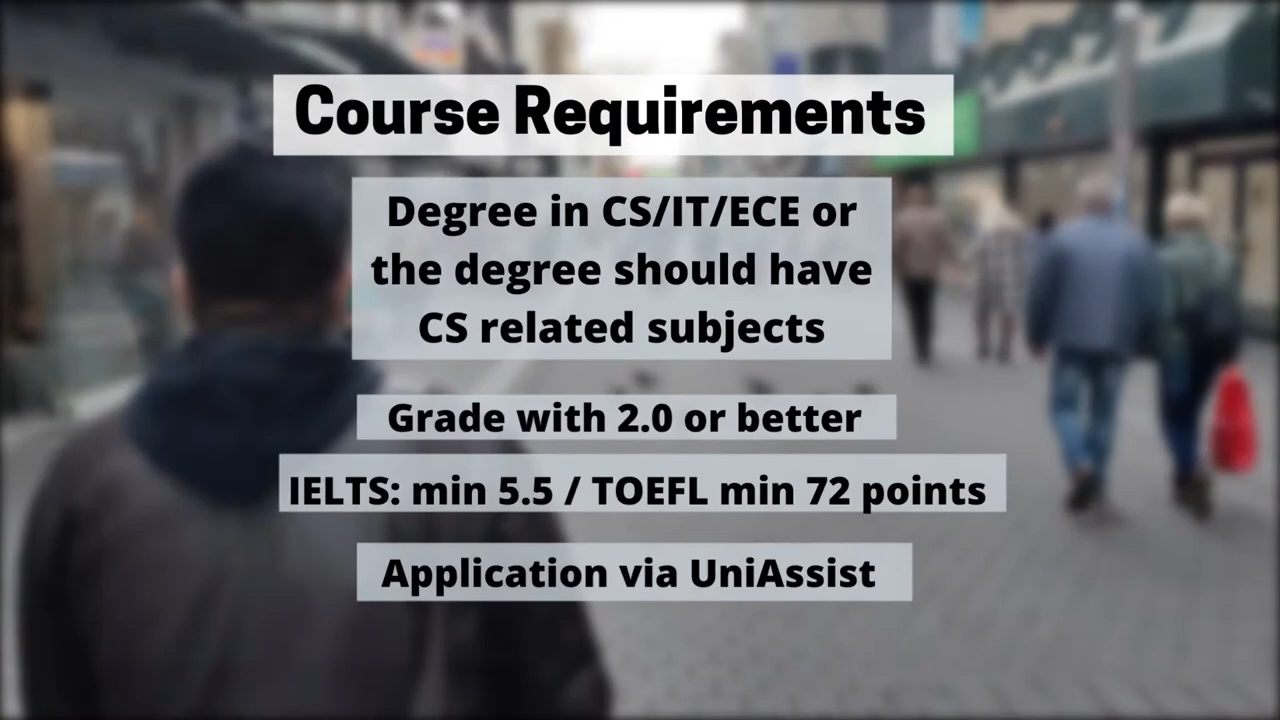 Course Requirements
Degree in CS/IT/ECE or
the degree should have
CS related subjects
Grade with 2.0 or better
IELTS: min 5.5 / TOEFL min 72 points
Application via UniAssist